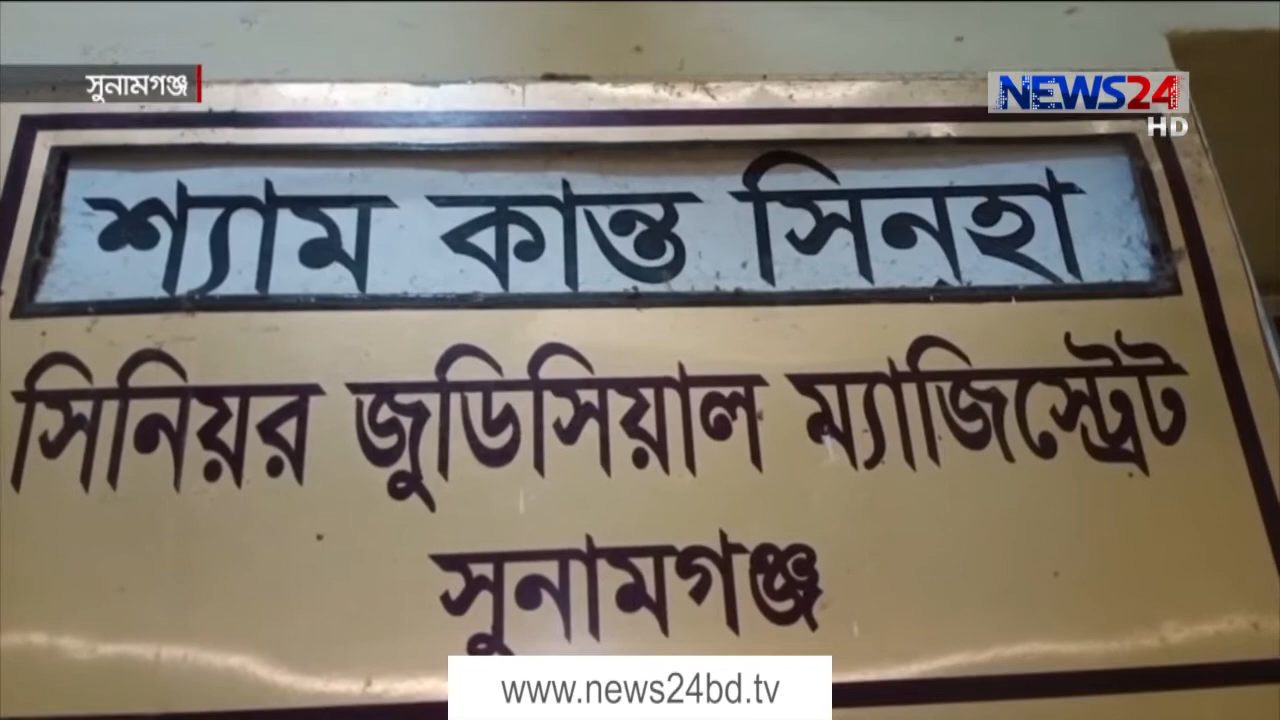 সুনামগঞ্জ
NEWS24
HD
শ্যাম কান্ত সিনহা
সিনিয়র জুডিসিয়াল ম্যাজিস্ট্রেট
সুনামগঞ্জ
www.news24bd.tv